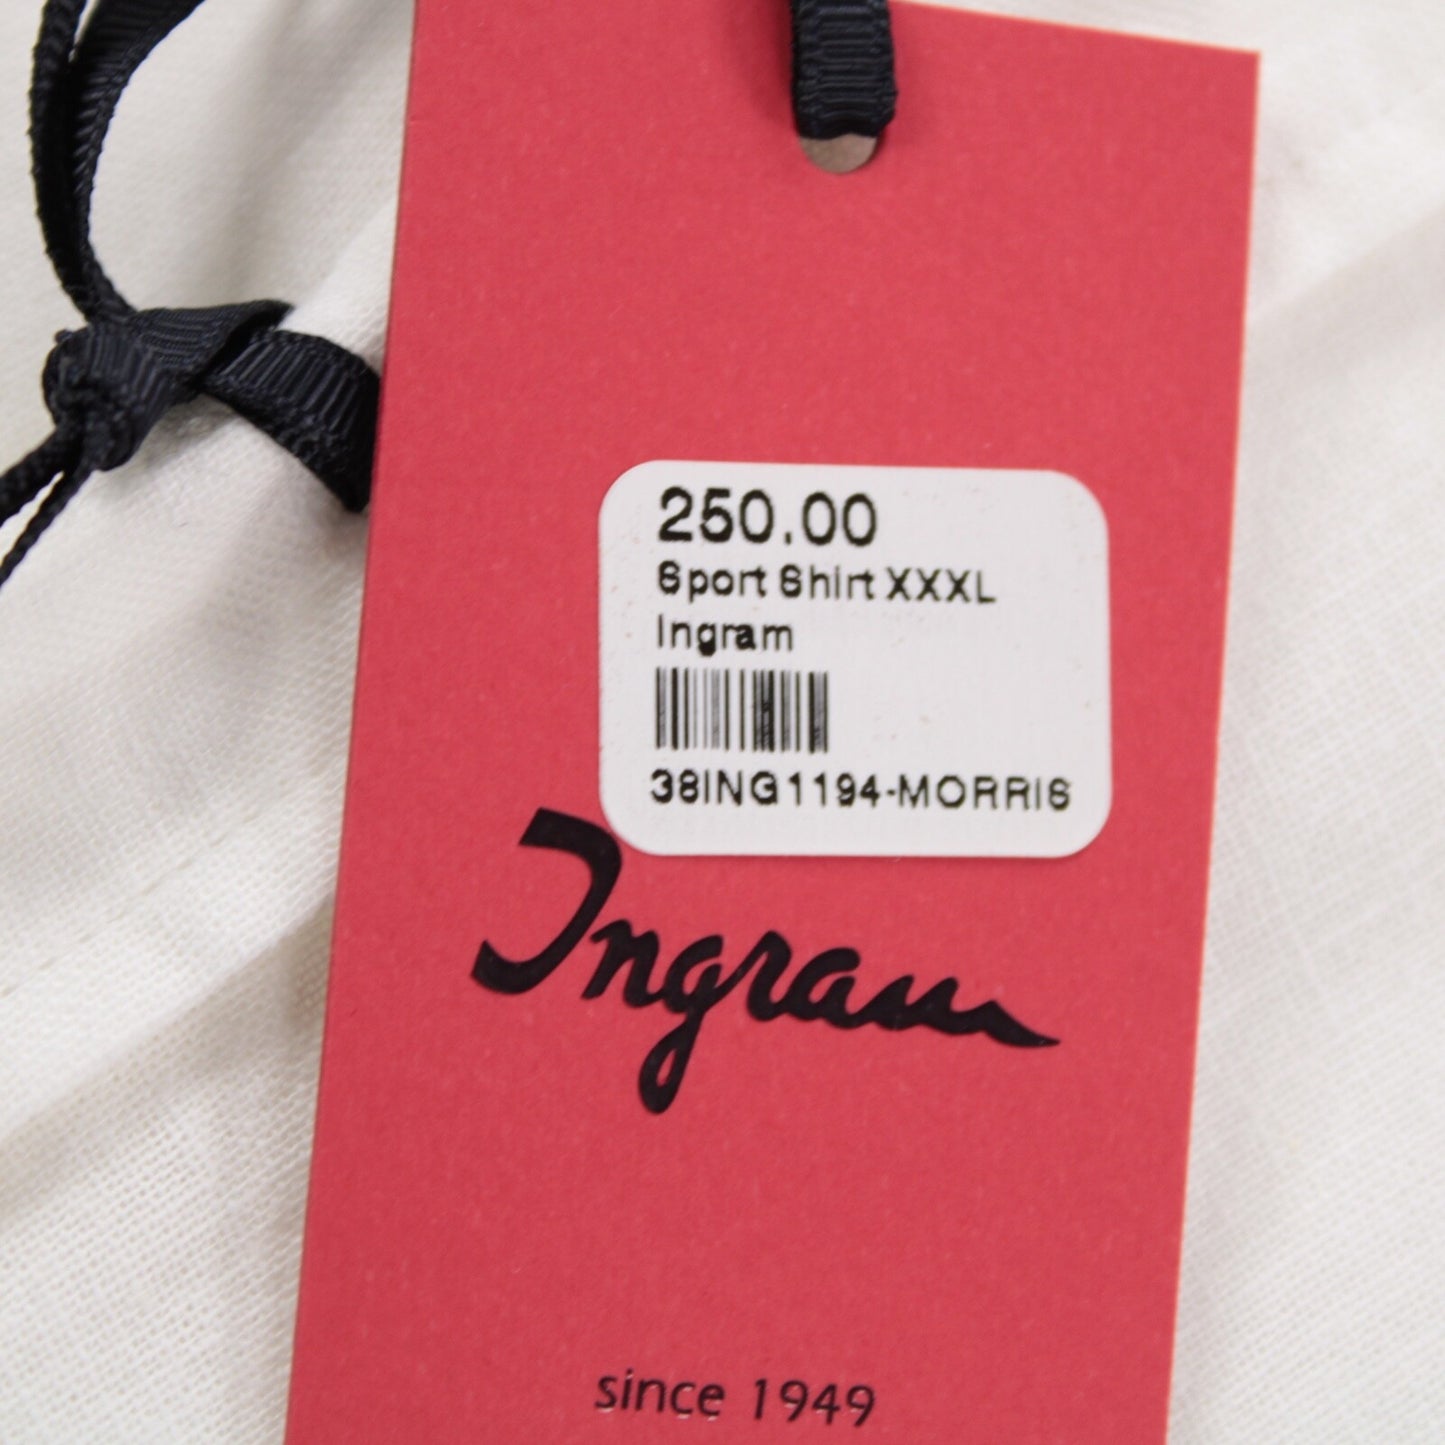 250.00
Sport Shirt XXXL
Ingram
38ING1194-MORRIS
Ingram
since 1949